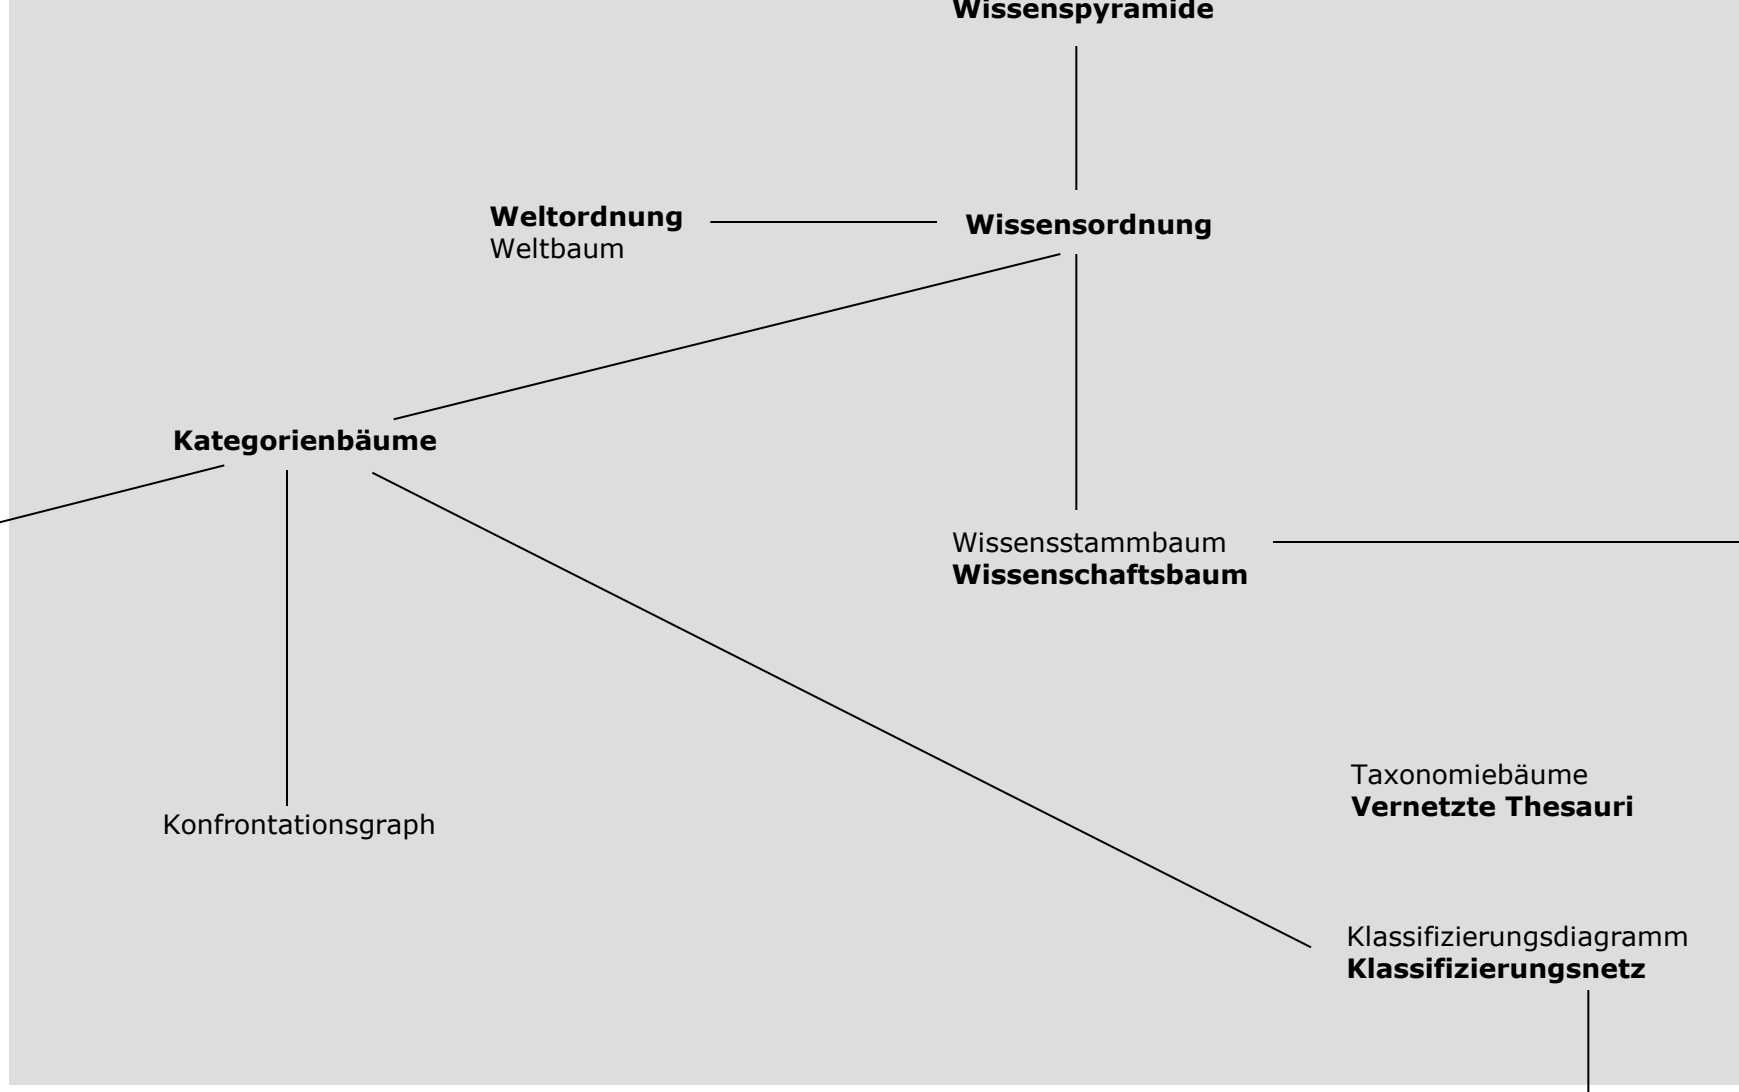 Wissenspyramide
Weltordnung
Weltbaum
Wissensordnung
Kategorienbäume
Wissensstammbaum
Wissenschaftsbaum
Taxonomiebäume
Vernetzte Thesauri
Konfrontationsgraph
Klassifizierungsdiagramm
Klassifizierungsnetz